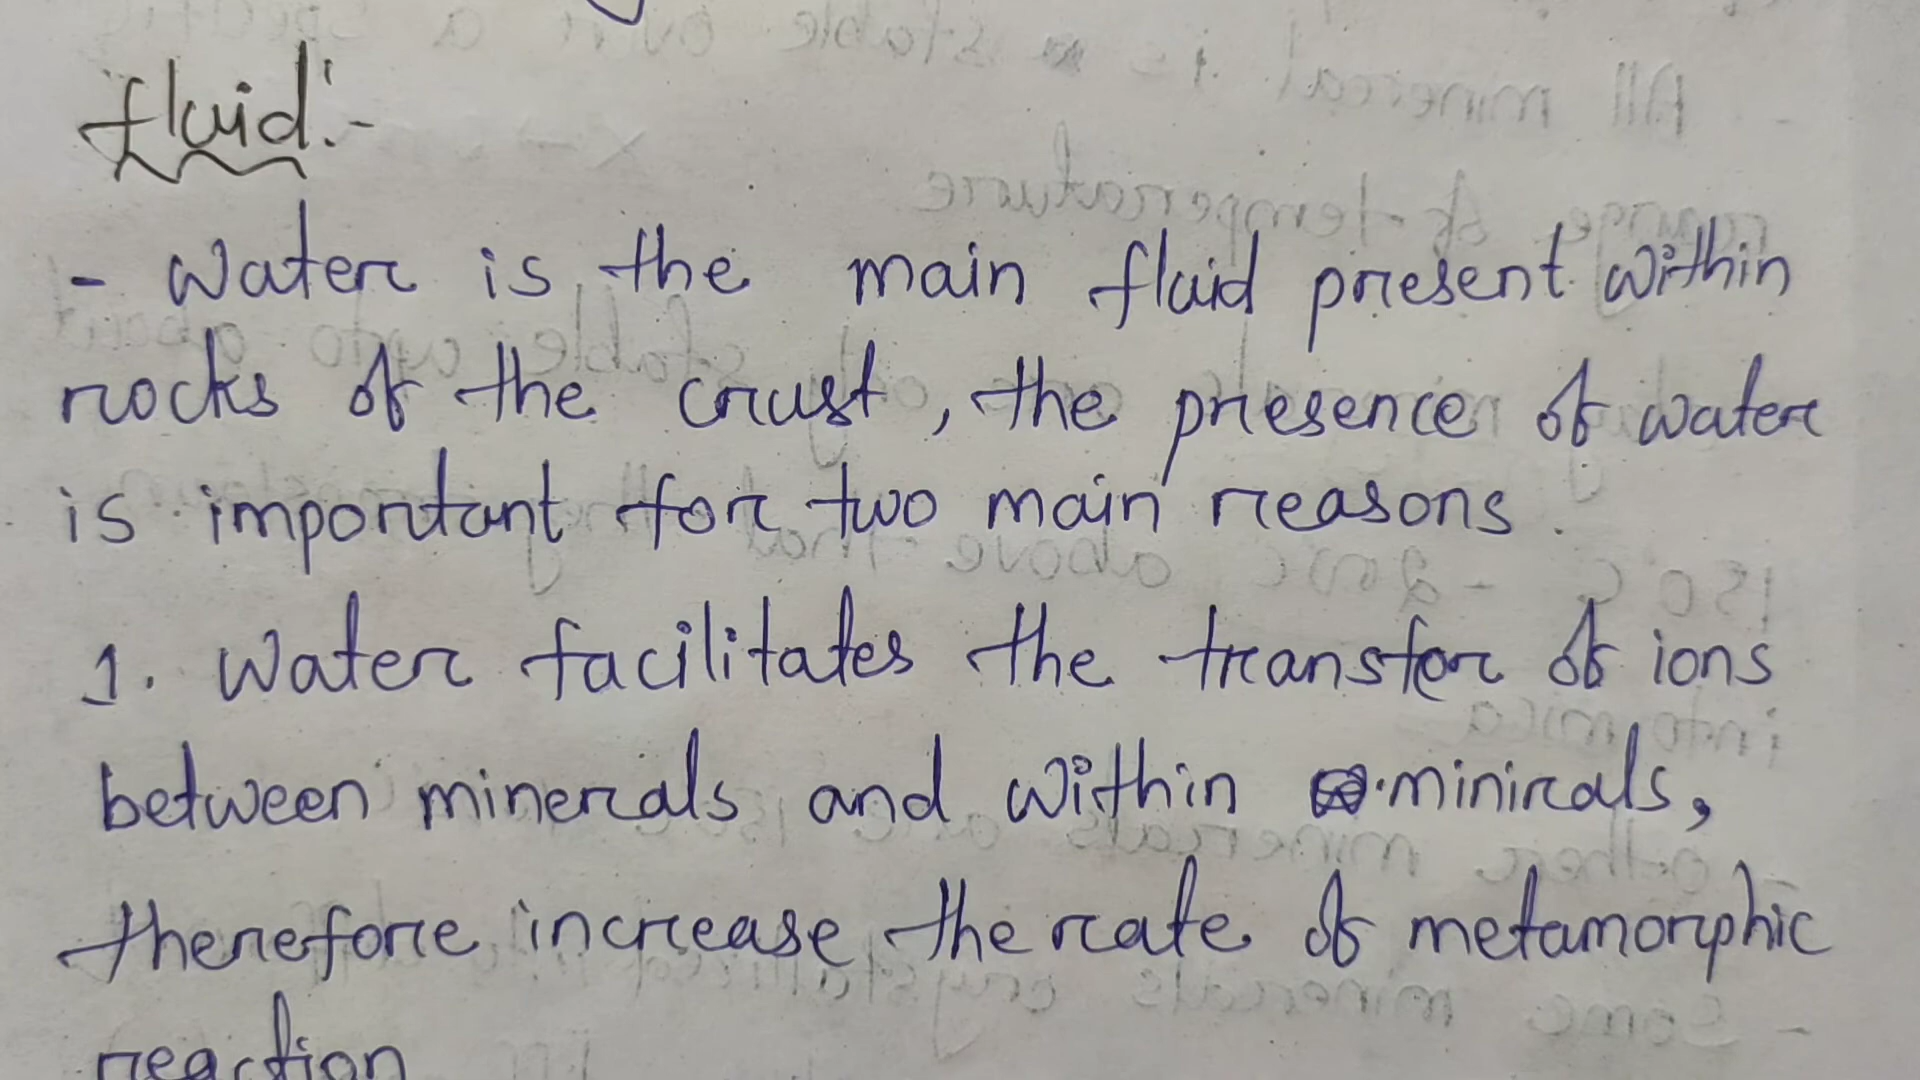 fluid:-
- Water is the main fluid present within
rocks of the crust, the presence of water
is important for two main reasons.
1. Water facilitates the transfer of ions
between minerals and within minirals,
therefore increase the rate of metamorphic
reaction